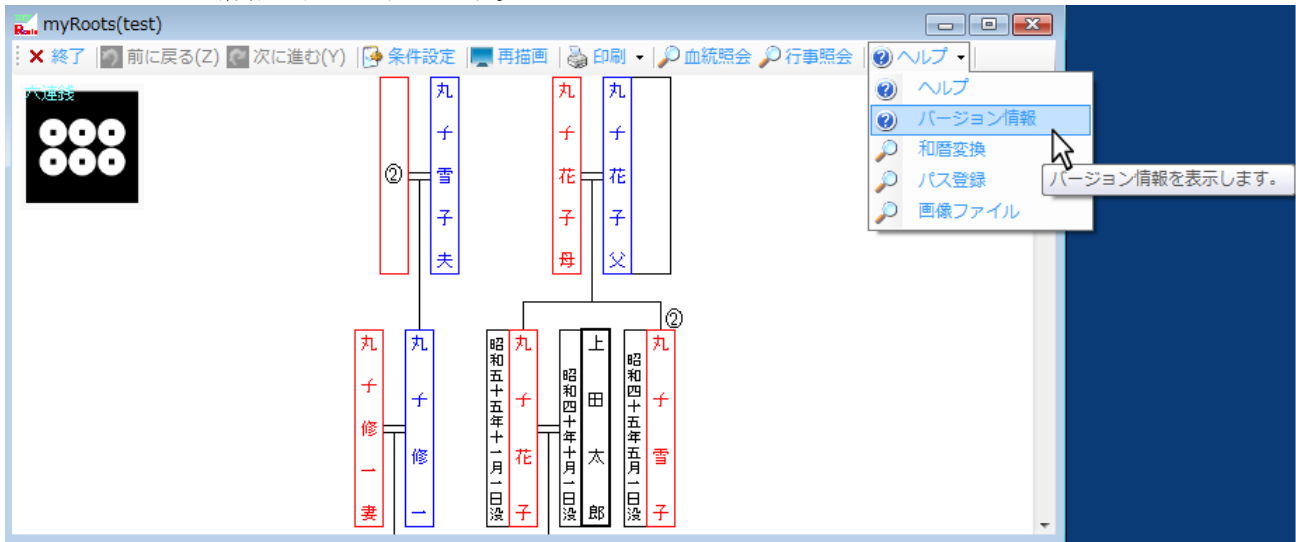 myRoots(test)
終了 前に戻る(Z) 次に進む(Y) 条件設定 再描画 印刷 血統照会 行事照会 ヘルプ
ヘルプ
バージョン情報
和暦変換
パス登録
画像ファイル
バージョン情報を表示します。
六連銭
②
丸子雪子夫
丸子花子母
丸子花子父
②
丸子修一妻
丸子修一
昭和五十五年十一月一日没
丸子花子
昭和四十年十月一日没
上田太郎
昭和四十五年五月一日没
丸子雪子